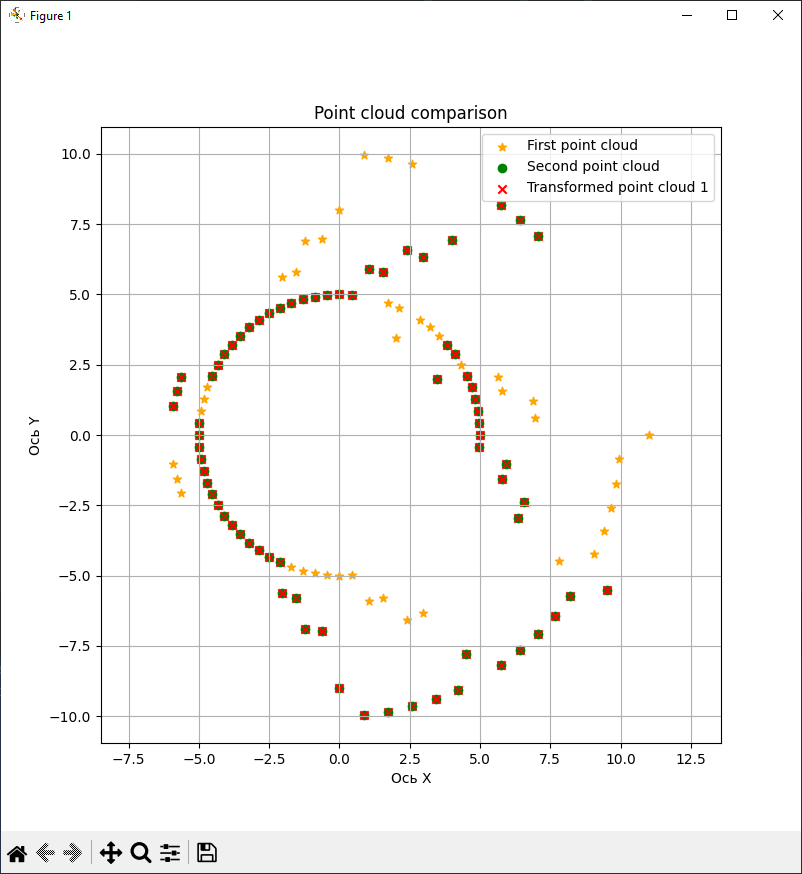 Figure 1
Point cloud comparison
First point cloud
Second point cloud
Transformed point cloud 1
10.0
7.5
5.0
2.5
0.0
−2.5
−5.0
−7.5
−10.0
Ось Y
−7.5 −5.0 −2.5 0.0 2.5 5.0 7.5 10.0 12.5
Ось X